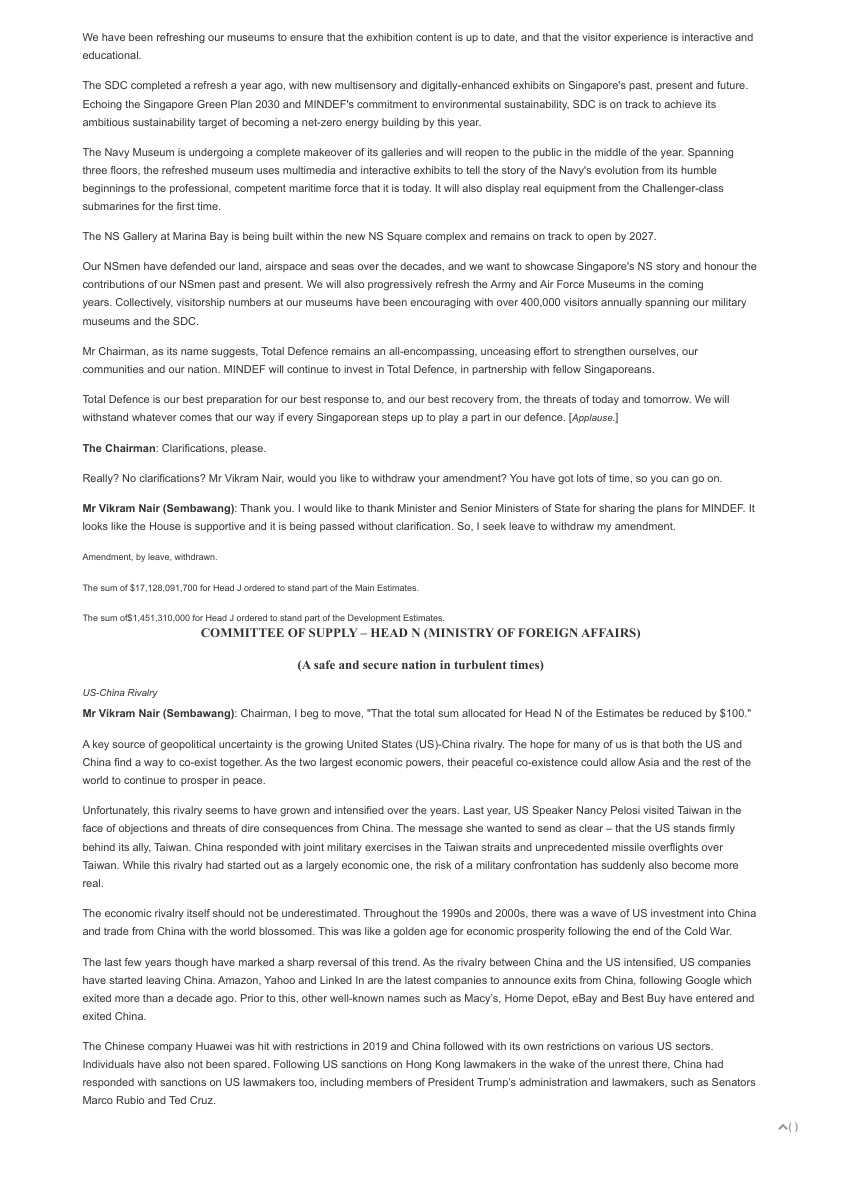 We have been refreshing our museums to ensure that the exhibition content is up to date, and that the visitor experience is interactive and
educational.
The SDC completed a refresh a year ago, with new multisensory and digitally-enhanced exhibits on Singapore's past, present and future.
Echoing the Singapore Green Plan 2030 and MINDEF's commitment to environmental sustainability, SDC is on track to achieve its
ambitious sustainability target of becoming a net-zero energy building by this year.
The Navy Museum is undergoing a complete makeover of its galleries and will reopen to the public in the middle of the year. Spanning
three floors, the refreshed museum uses multimedia and interactive exhibits to tell the story of the Navy's evolution from its humble
beginnings to the professional, competent maritime force that it is today. It will also display real equipment from the Challenger-class
submarines for the first time.
The NS Gallery at Marina Bay is being built within the new NS Square complex and remains on track to open by 2027.
Our NSmen have defended our land, airspace and seas over the decades, and we want to showcase Singapore's NS story and honour the
contributions of our NSmen past and present. We will also progressively refresh the Army and Air Force Museums in the coming
years. Collectively, visitorship numbers at our museums have been encouraging with over 400,000 visitors annually spanning our military
museums and the SDC.
Mr Chairman, as its name suggests, Total Defence remains an all-encompassing, unceasing effort to strengthen ourselves, our
communities and our nation. MINDEF will continue to invest in Total Defence, in partnership with fellow Singaporeans.
Total Defence is our best preparation for our best response to, and our best recovery from, the threats of today and tomorrow. We will
withstand whatever comes that our way if every Singaporean steps up to play a part in our defence. [Applause.]
The Chairman: Clarifications, please.
Really? No clarifications? Mr Vikram Nair, would you like to withdraw your amendment? You have got lots of time, so you can go on.
Mr Vikram Nair (Sembawang): Thank you. I would like to thank Minister and Senior Ministers of State for sharing the plans for MINDEF. It
looks like the House is supportive and it is being passed without clarification. So, I seek leave to withdraw my amendment.
Amendment, by leave, withdrawn.
The sum of $17,128,091,700 for Head J ordered to stand part of the Main Estimates.
The sum of$1,451,310,000 for Head J ordered to stand part of the Development Estimates.
COMMITTEE OF SUPPLY – HEAD N (MINISTRY OF FOREIGN AFFAIRS)
(A safe and secure nation in turbulent times)
US-China Rivalry
Mr Vikram Nair (Sembawang): Chairman, I beg to move, "That the total sum allocated for Head N of the Estimates be reduced by $100."
A key source of geopolitical uncertainty is the growing United States (US)-China rivalry. The hope for many of us is that both the US and
China find a way to co-exist together. As the two largest economic powers, their peaceful co-existence could allow Asia and the rest of the
world to continue to prosper in peace.
Unfortunately, this rivalry seems to have grown and intensified over the years. Last year, US Speaker Nancy Pelosi visited Taiwan in the
face of objections and threats of dire consequences from China. The message she wanted to send as clear – that the US stands firmly
behind its ally, Taiwan. China responded with joint military exercises in the Taiwan straits and unprecedented missile overflights over
Taiwan. While this rivalry had started out as a largely economic one, the risk of a military confrontation has suddenly also become more
real.
The economic rivalry itself should not be underestimated. Throughout the 1990s and 2000s, there was a wave of US investment into China
and trade from China with the world blossomed. This was like a golden age for economic prosperity following the end of the Cold War.
The last few years though have marked a sharp reversal of this trend. As the rivalry between China and the US intensified, US companies
have started leaving China. Amazon, Yahoo and Linked In are the latest companies to announce exits from China, following Google which
exited more than a decade ago. Prior to this, other well-known names such as Macy’s, Home Depot, eBay and Best Buy have entered and
exited China.
The Chinese company Huawei was hit with restrictions in 2019 and China followed with its own restrictions on various US sectors.
Individuals have also not been spared. Following US sanctions on Hong Kong lawmakers in the wake of the unrest there, China had
responded with sanctions on US lawmakers too, including members of President Trump’s administration and lawmakers, such as Senators
Marco Rubio and Ted Cruz.
( )